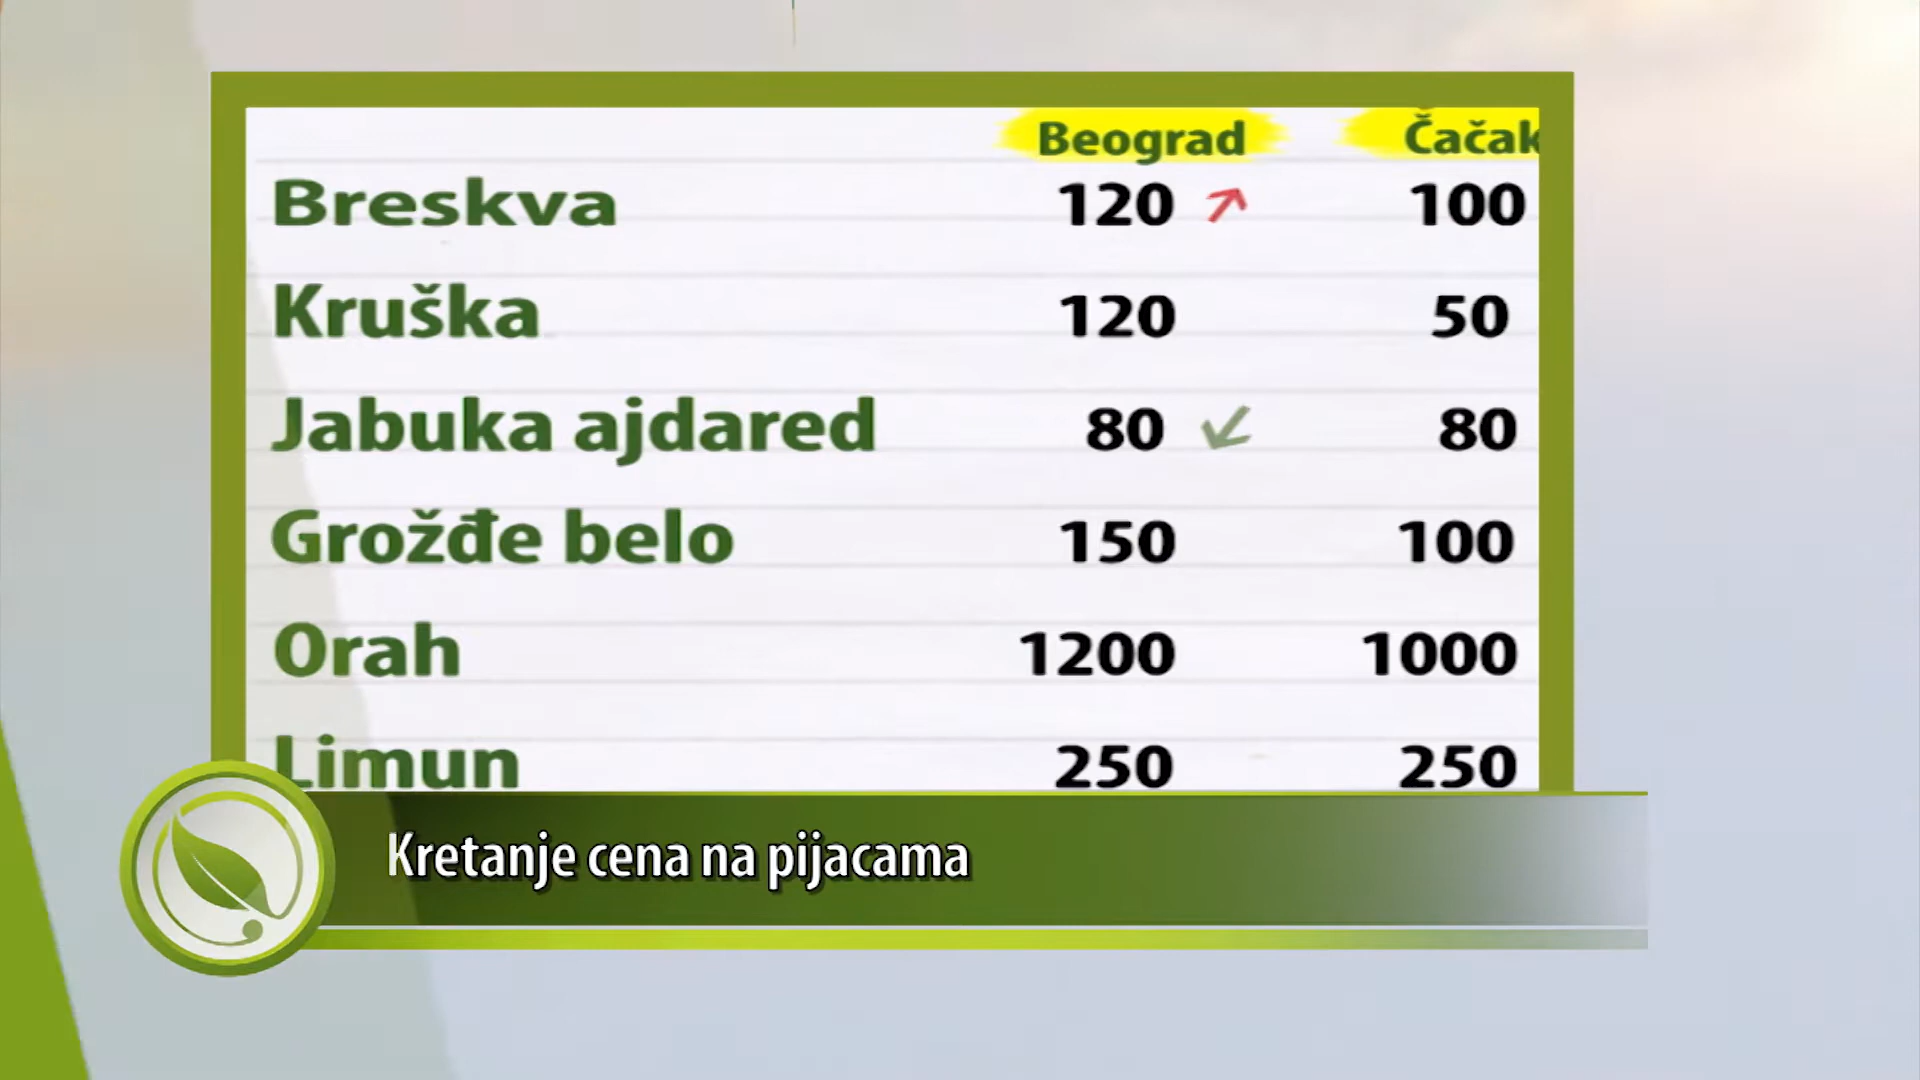 Beograd Čačak
Breskva 120 100
Kruška 120 50
Jabuka ajdared 80 80
Grožđe belo 150 100
Orah 1200 1000
Limun 250 250
Kretanje cena na pijacama